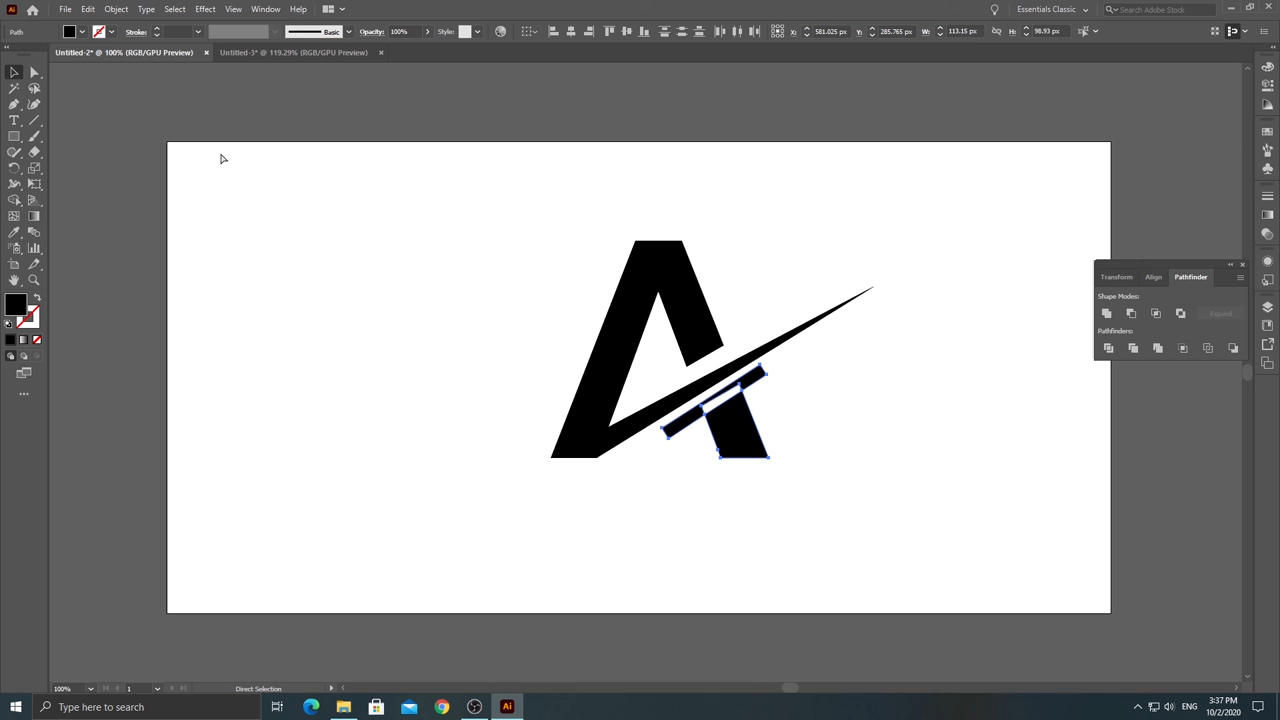 File Edit Object Type Select Effect View Window Help
Essentials Classic
Search Adobe Stock
Path
Stroke:
Basic
Opacity: 100%
Style:
X: 581.025 px
Y: 285.765 px
W: 113.15 px
H: 98.93 px
Untitled-2* @ 100% (RGB/GPU Preview) ×
Untitled-3* @ 119.29% (RGB/GPU Preview) ×
Transform Align Pathfinder
Shape Modes:
Expand
Pathfinders:
100%
1
Direct Selection
Type here to search
Ai
ENG
3:37 PM
10/2/2020